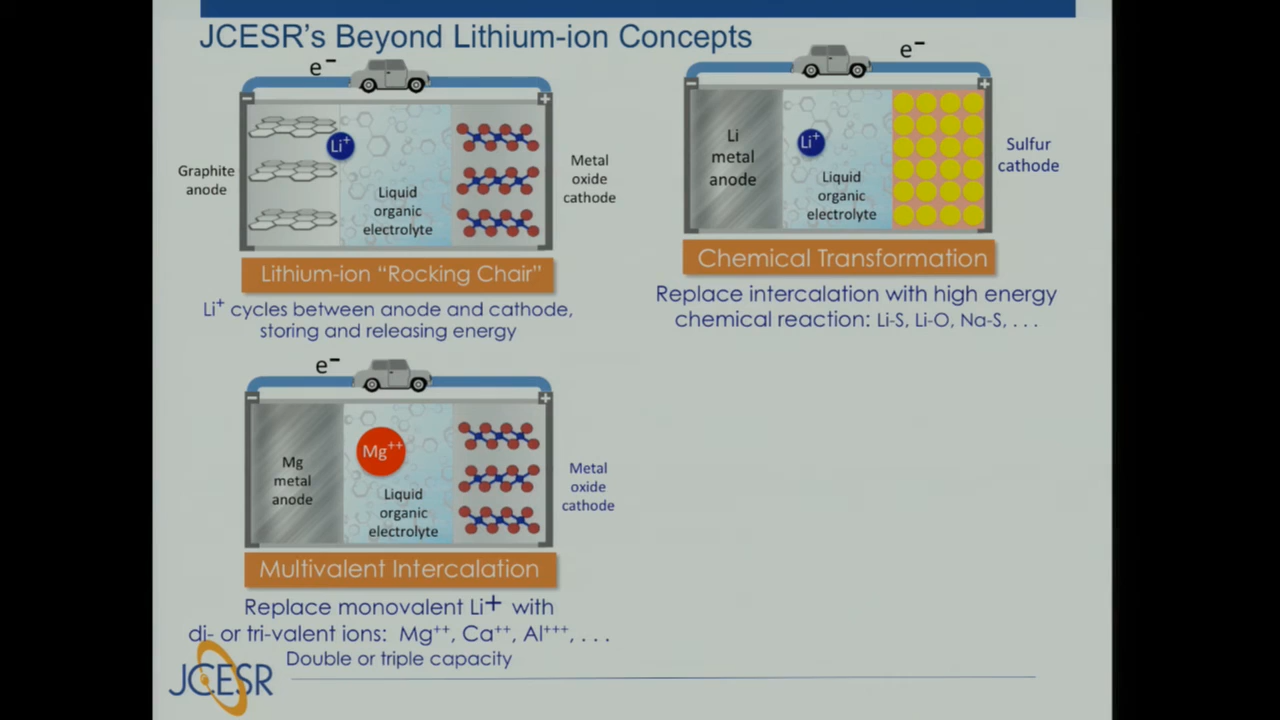 JCESR's Beyond Lithium-ion Concepts
e⁻
−
+
Graphite
anode
Li⁺
Liquid
organic
electrolyte
Metal
oxide
cathode
Lithium-ion "Rocking Chair"
Li⁺ cycles between anode and cathode,
storing and releasing energy
e⁻
−
+
Li
metal
anode
Li⁺
Liquid
organic
electrolyte
Sulfur
cathode
Chemical Transformation
Replace intercalation with high energy
chemical reaction: Li-S, Li-O, Na-S, . . .
e⁻
−
+
Mg
metal
anode
Mg⁺⁺
Liquid
organic
electrolyte
Metal
oxide
cathode
Multivalent Intercalation
Replace monovalent Li+ with
di- or tri-valent ions: Mg⁺⁺, Ca⁺⁺, Al⁺⁺⁺, . . .
Double or triple capacity
JCESR